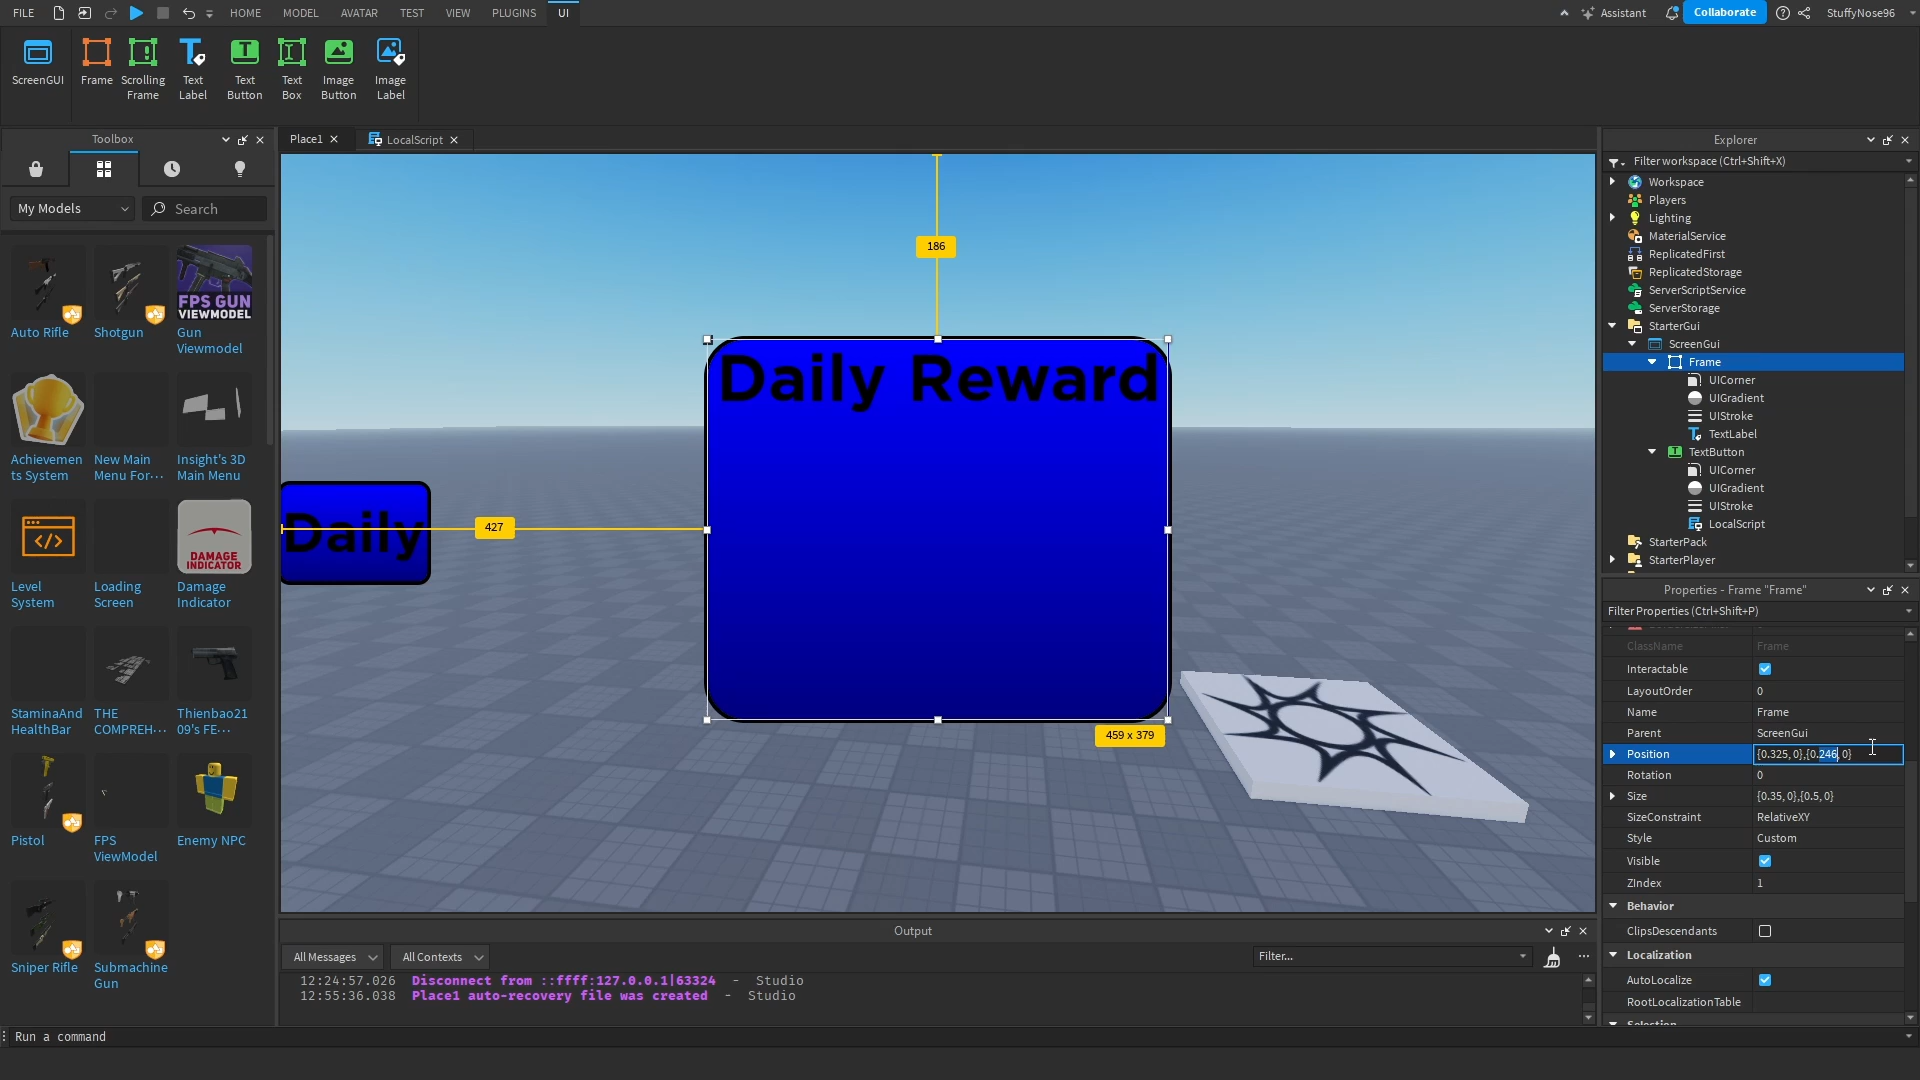 FILE
HOME
MODEL
AVATAR
TEST
VIEW
PLUGINS
UI
Assistant
Collaborate
StuffyNose96
ScreenGUI
Frame
Scrolling
Frame
Text
Label
Text
Button
Text
Box
Image
Button
Image
Label
Toolbox
My Models
Search
Auto Rifle
Shotgun
FPS GUN
VIEWMODEL
Gun
Viewmodel
Achievemen
ts System
New Main
Menu For···
Insight's 3D
Main Menu
DAMAGE
INDICATOR
Level
System
Loading
Screen
Damage
Indicator
StaminaAnd
HealthBar
THE
COMPREH···
Thienbao21
09's FE···
Pistol
FPS
ViewModel
Enemy NPC
Sniper Rifle
Submachine
Gun
Place1
LocalScript
186
Daily Reward
Daily
427
459 x 379
Output
All Messages
All Contexts
Filter...
12:24:57.026 Disconnect from ::ffff:127.0.0.1|63324 - Studio
12:55:36.038 Place1 auto-recovery file was created - Studio
Run a command
Explorer
Filter workspace (Ctrl+Shift+X)
Workspace
Players
Lighting
MaterialService
ReplicatedFirst
ReplicatedStorage
ServerScriptService
ServerStorage
StarterGui
ScreenGui
Frame
UICorner
UIGradient
UIStroke
TextLabel
TextButton
UICorner
UIGradient
UIStroke
LocalScript
StarterPack
StarterPlayer
Properties - Frame "Frame"
Filter Properties (Ctrl+Shift+P)
ClassName Frame
Interactable
LayoutOrder 0
Name Frame
Parent ScreenGui
Position {0.325, 0},{0.246, 0}
Rotation 0
Size {0.35, 0},{0.5, 0}
SizeConstraint RelativeXY
Style Custom
Visible
ZIndex 1
Behavior
ClipsDescendants
Localization
AutoLocalize
RootLocalizationTable